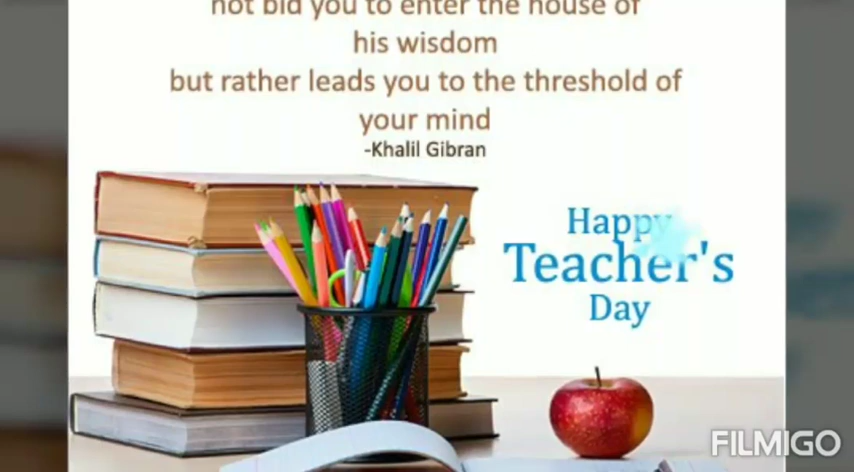 not bid you to enter the house of
his wisdom
but rather leads you to the threshold of
your mind
-Khalil Gibran
Happy
Teacher's
Day
FILMIGO